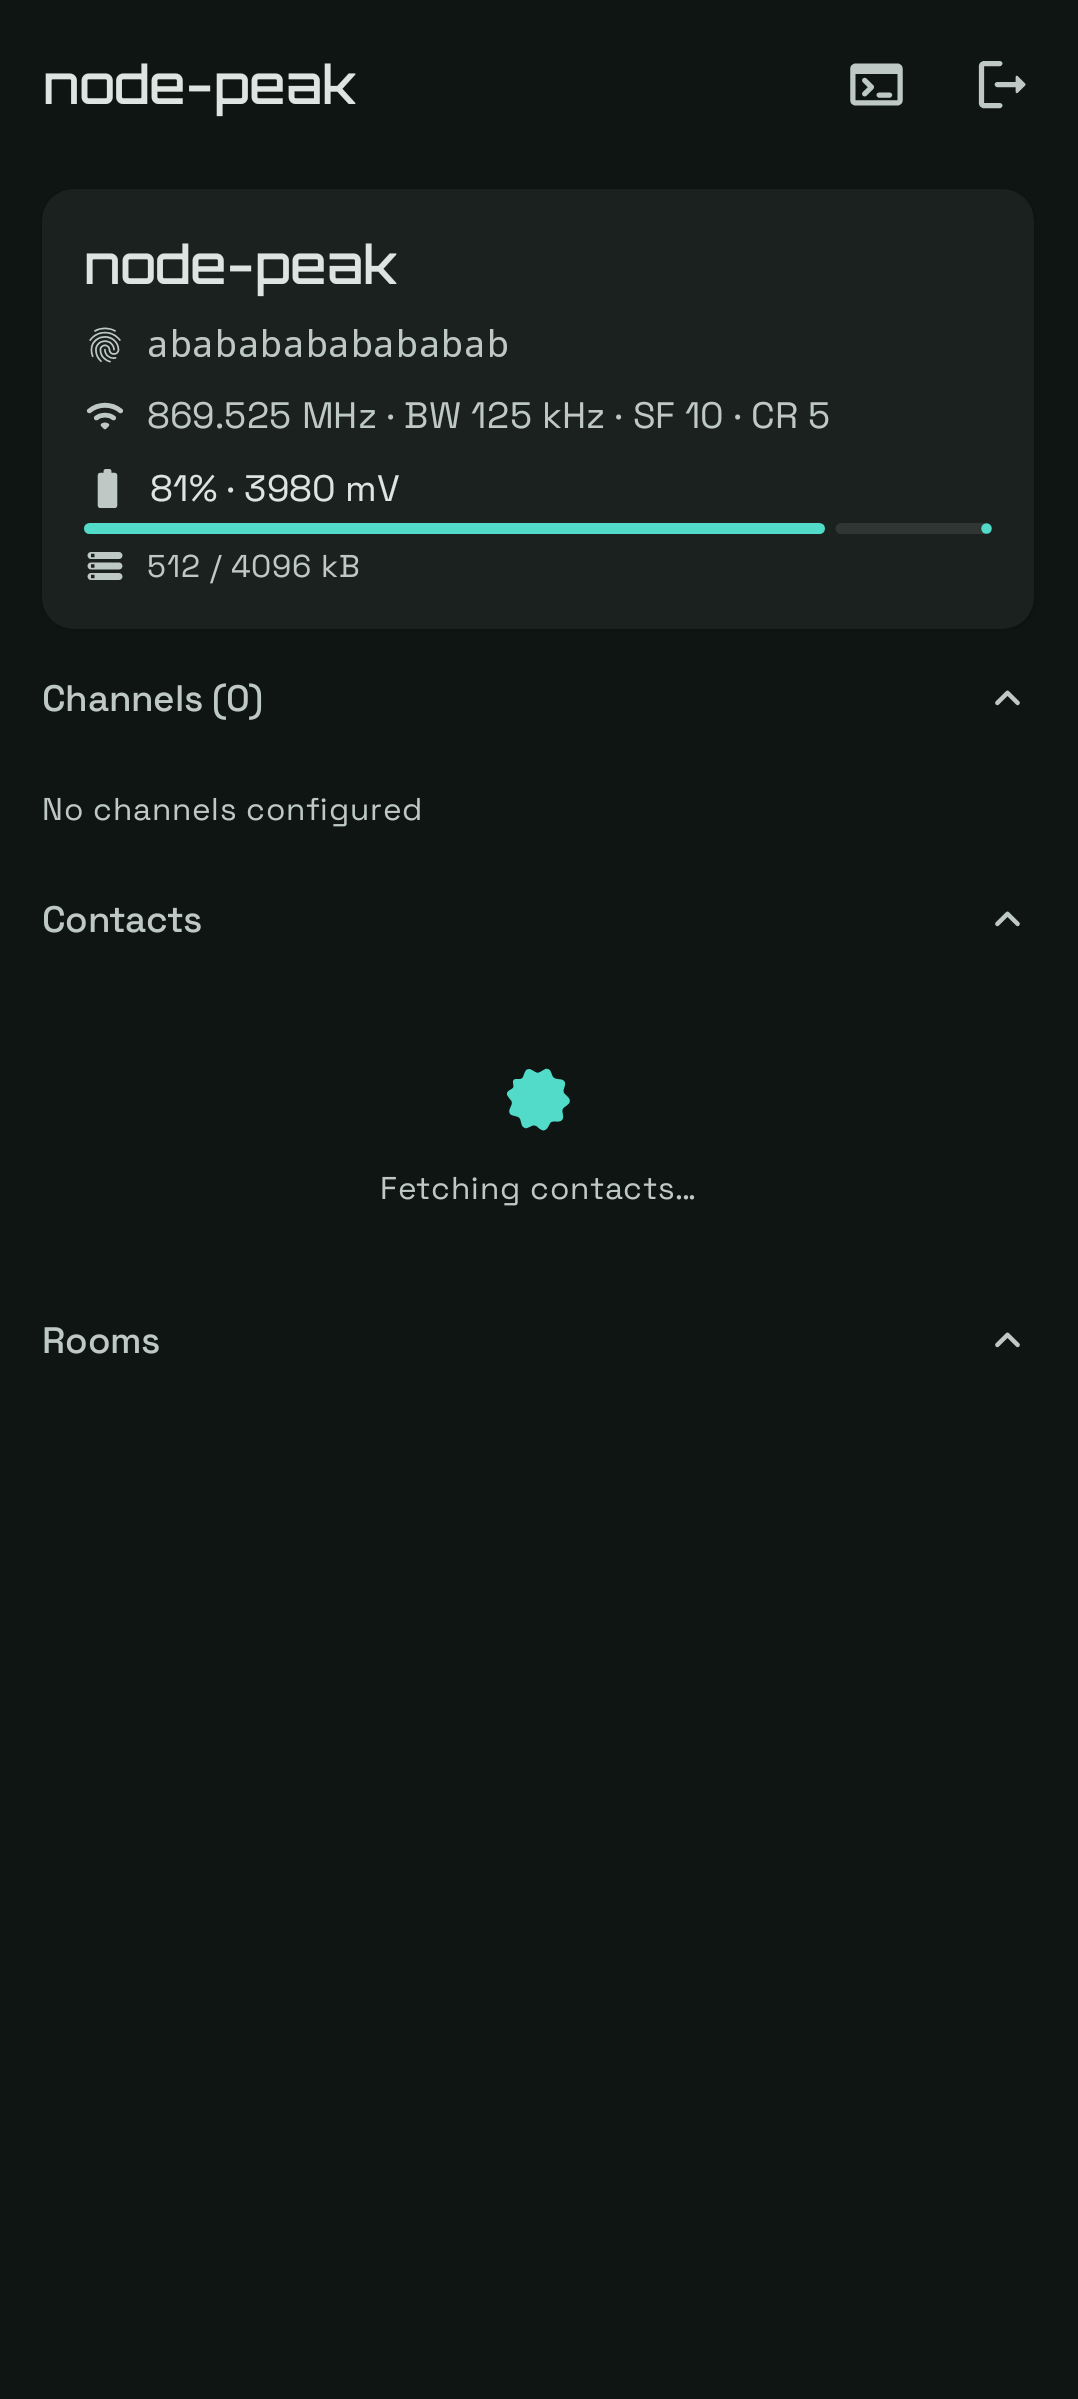 node-peak
node-peak
abababababababab
869.525 MHz · BW 125 kHz · SF 10 · CR 5
81% · 3980 mV
512 / 4096 kB
Channels (0)
No channels configured
Contacts
Fetching contacts…
Rooms